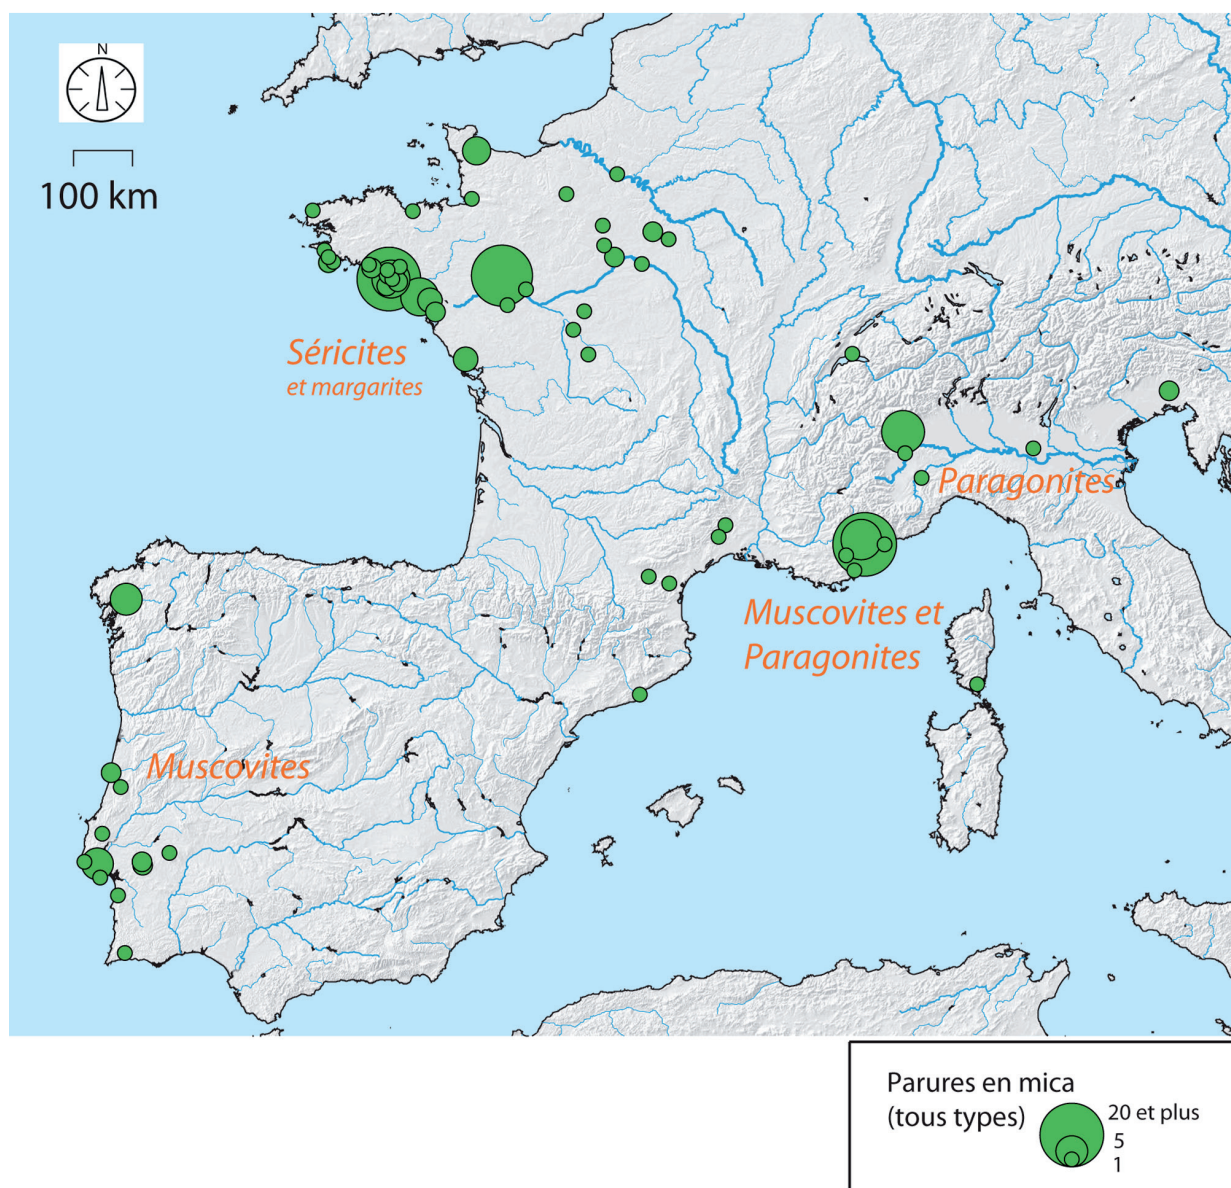 N
100 km
Séricites
et margarites
Paragonites
Muscovites et
Paragonites
Muscovites
Parures en mica
(tous types)
20 et plus
5
1